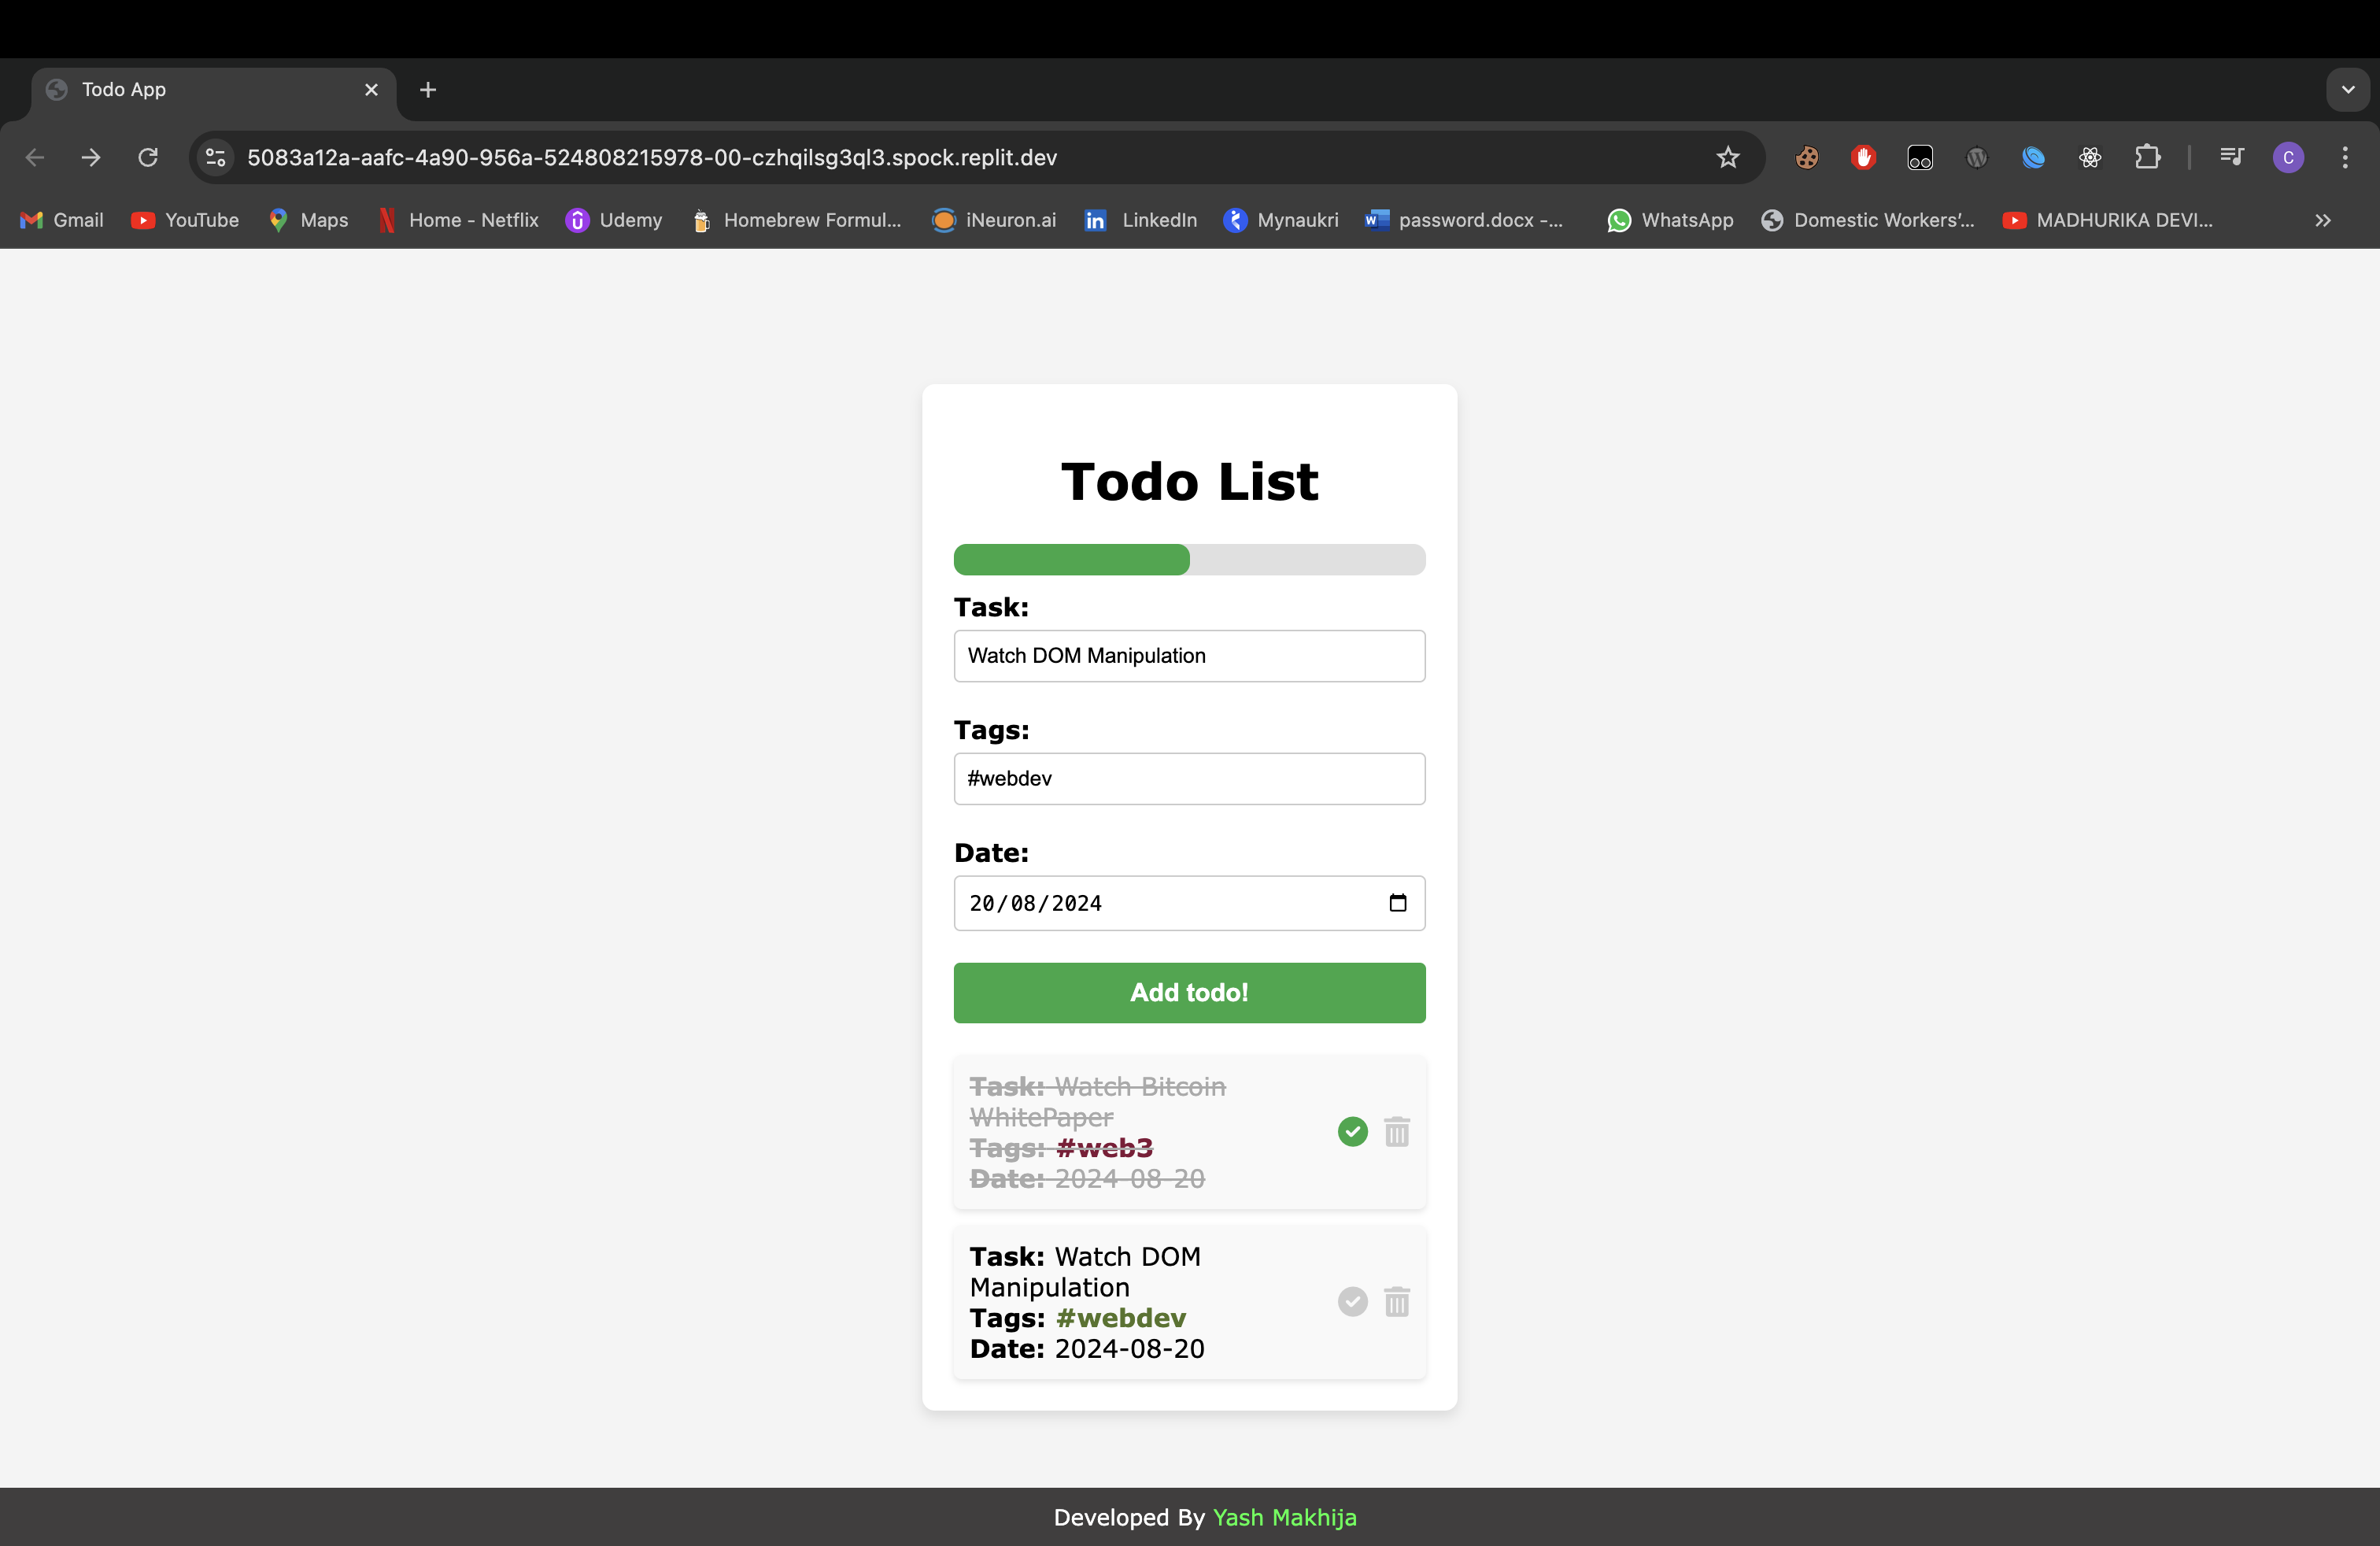 Todo App
5083a12a-aafc-4a90-956a-524808215978-00-czhqilsg3ql3.spock.replit.dev
C
Gmail YouTube Maps Home - Netflix Udemy Homebrew Formul... iNeuron.ai LinkedIn Mynaukri password.docx -... WhatsApp Domestic Workers'... MADHURIKA DEVI...
Todo List
Task:
Watch DOM Manipulation
Tags:
#webdev
Date:
20/08/2024
Add todo!
Task: Watch Bitcoin
WhitePaper
Tags: #web3
Date: 2024-08-20
Task: Watch DOM
Manipulation
Tags: #webdev
Date: 2024-08-20
Developed By Yash Makhija